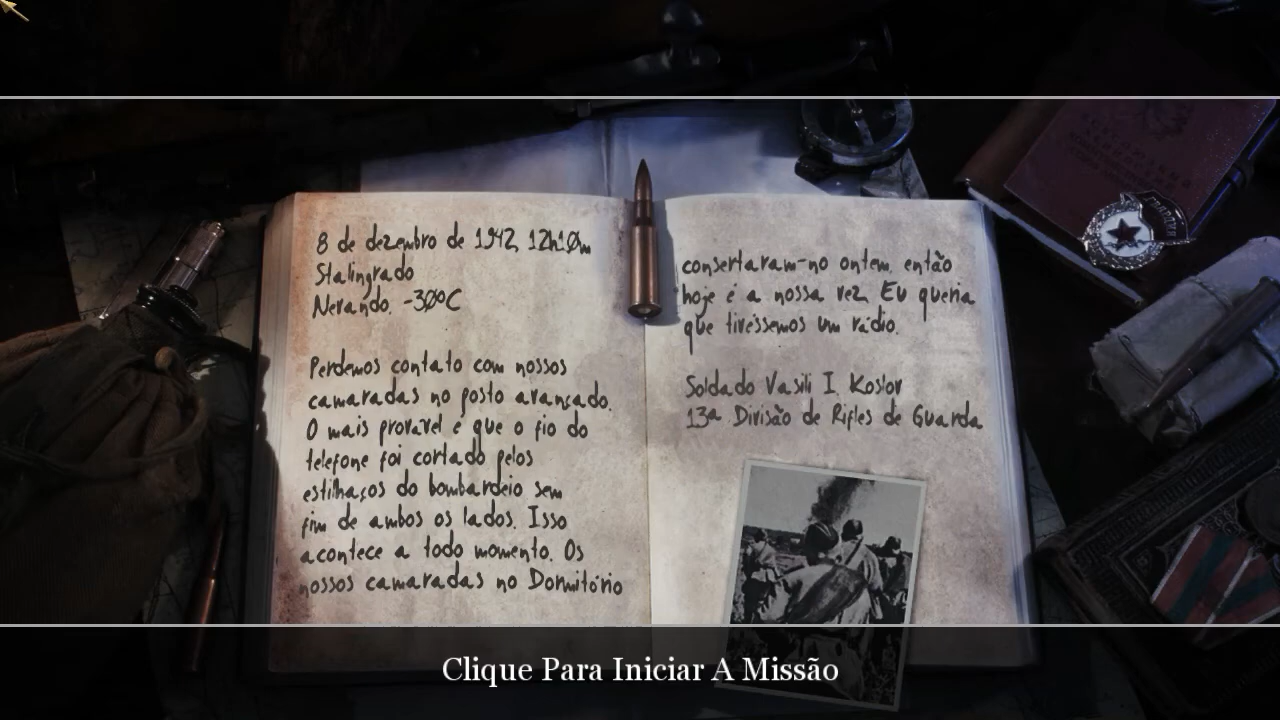 8 de dezembro de 1942, 12h10m
Stalingrado
Nevando. -30ºC
Perdemos contato com nossos
camaradas no posto avançado.
O mais provável é que o fio do
telefone foi cortado pelos
estilhaços do bombardeio sem
fim de ambos os lados. Isso
acontece a todo momento. Os
nossos camaradas no Dormitório
consertaram-no ontem, então
hoje é a nossa vez. Eu queria
que tivéssemos um rádio.
Soldado Vasili I. Koslov
13ª Divisão de Rifles de Guarda
Clique Para Iniciar A Missão